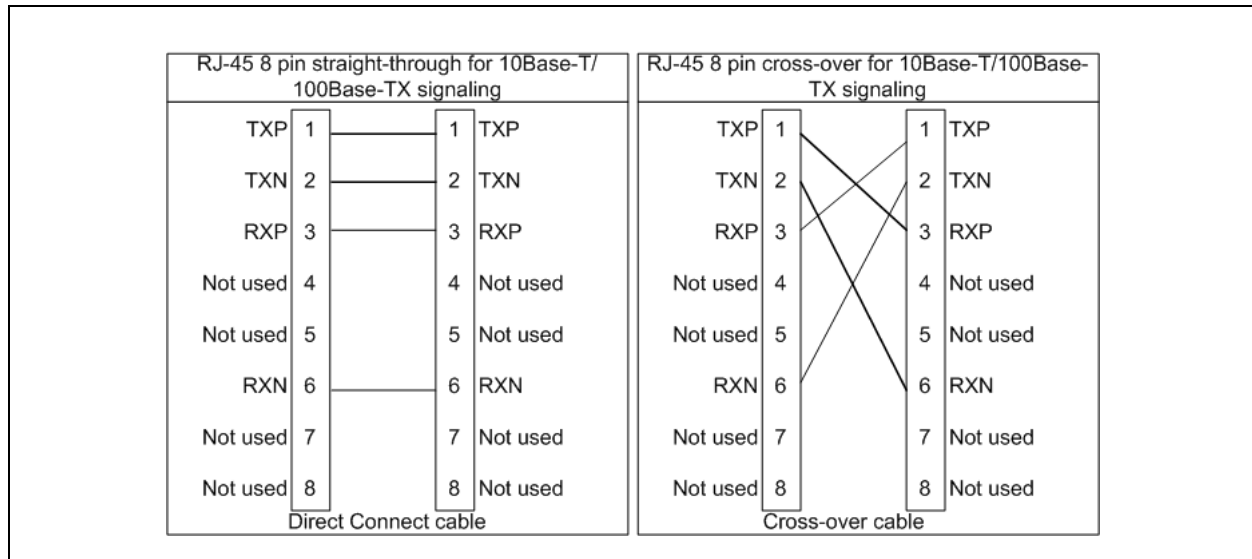 RJ-45 8 pin straight-through for 10Base-T/
100Base-TX signaling
TXP 1 1 TXP
TXN 2 2 TXN
RXP 3 3 RXP
Not used 4 4 Not used
Not used 5 5 Not used
RXN 6 6 RXN
Not used 7 7 Not used
Not used 8 8 Not used
Direct Connect cable
RJ-45 8 pin cross-over for 10Base-T/100Base-
TX signaling
TXP 1 1 TXP
TXN 2 2 TXN
RXP 3 3 RXP
Not used 4 4 Not used
Not used 5 5 Not used
RXN 6 6 RXN
Not used 7 7 Not used
Not used 8 8 Not used
Cross-over cable